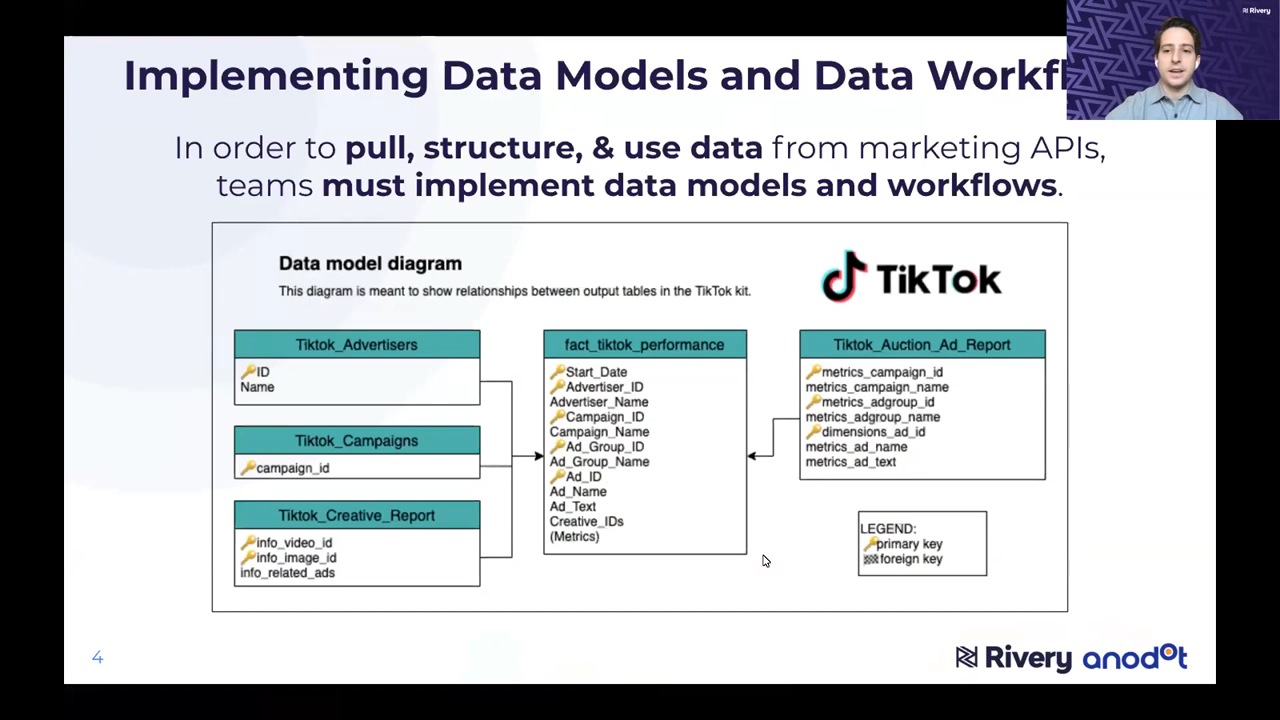 Rivery
Implementing Data Models and Data Workf
In order to pull, structure, & use data from marketing APIs,
teams must implement data models and workflows.
Data model diagram
This diagram is meant to show relationships between output tables in the TikTok kit.
TikTok
Tiktok_Advertisers
ID
Name
Tiktok_Campaigns
campaign_id
Tiktok_Creative_Report
info_video_id
info_image_id
info_related_ads
fact_tiktok_performance
Start_Date
Advertiser_ID
Advertiser_Name
Campaign_ID
Campaign_Name
Ad_Group_ID
Ad_Group_Name
Ad_ID
Ad_Name
Ad_Text
Creative_IDs
(Metrics)
Tiktok_Auction_Ad_Report
metrics_campaign_id
metrics_campaign_name
metrics_adgroup_id
metrics_adgroup_name
dimensions_ad_id
metrics_ad_name
metrics_ad_text
LEGEND:
primary key
foreign key
4
Rivery anodot